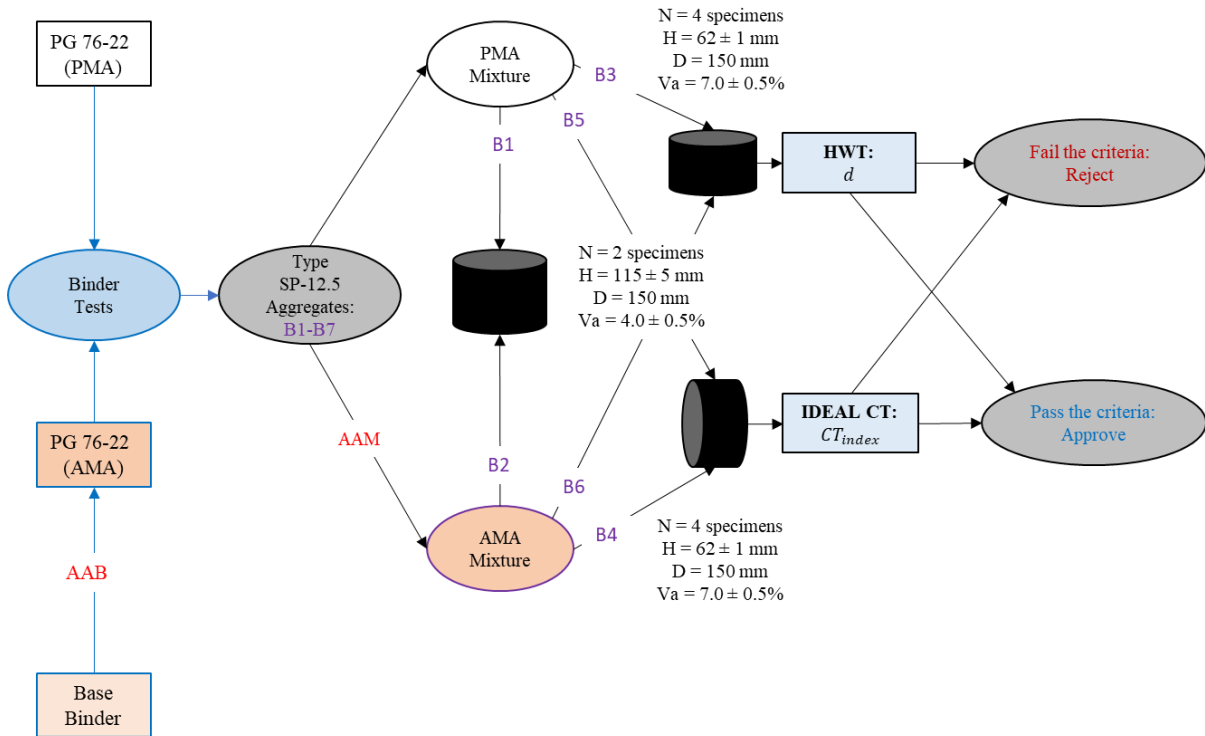 PG 76-22
(PMA)
Binder
Tests
PG 76-22
(AMA)
AAB
Base
Binder
Type
SP-12.5
Aggregates:
B1-B7
AAM
PMA
Mixture
B3
B5
B1
B2
B6
B4
AMA
Mixture
N = 4 specimens
H = 62 ± 1 mm
D = 150 mm
Va = 7.0 ± 0.5%
N = 2 specimens
H = 115 ± 5 mm
D = 150 mm
Va = 4.0 ± 0.5%
N = 4 specimens
H = 62 ± 1 mm
D = 150 mm
Va = 7.0 ± 0.5%
HWT:
d
IDEAL CT:
CT_index
Fail the criteria:
Reject
Pass the criteria:
Approve